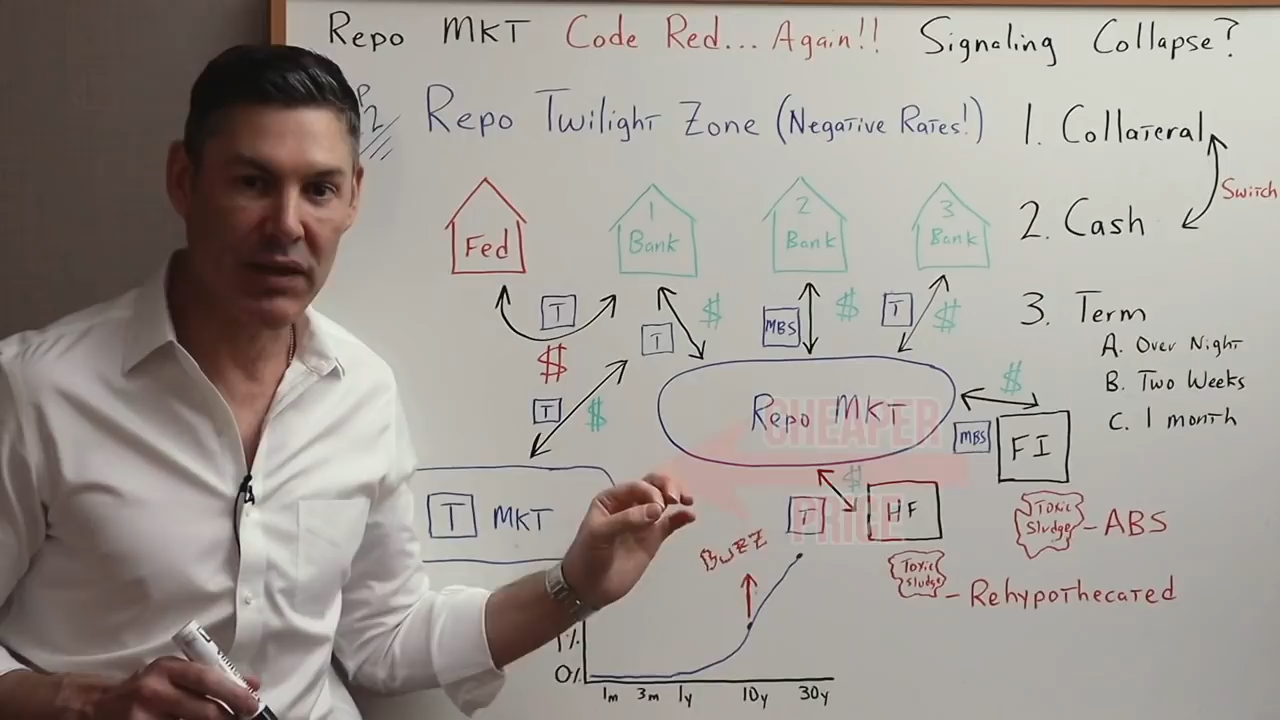 Repo MKT Code Red... Again!! Signaling Collapse?
P
2
Repo Twilight Zone (Negative Rates!)
1. Collateral
Switch
2. Cash
3. Term
A. Over Night
B. Two Weeks
C. 1 month
Fed
1
Bank
2
Bank
3
Bank
T
$
T
$
MBS
$
T
$
$
T
$
Repo MKT
CHEAPER
PRICE
$
MBS
FI
T MKT
$
T
HF
Toxic
Sludge
- ABS
Toxic
Sludge
- Rehypothecated
BUZZ
1%
0%
1m 3m 1y 10y 30y